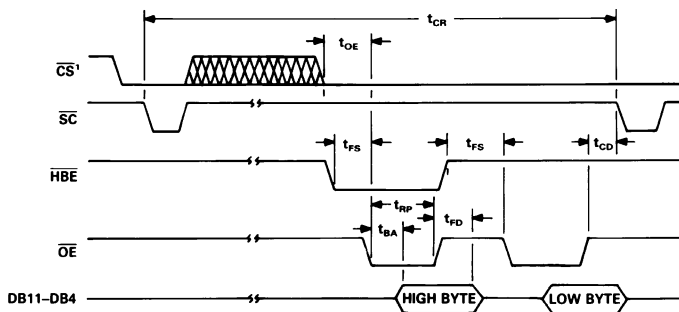 tCR
tOE
CS¹
SC
tFS
tFS
tCD
HBE
tRP
tBA
tFD
OE
DB11–DB4
HIGH BYTE
LOW BYTE